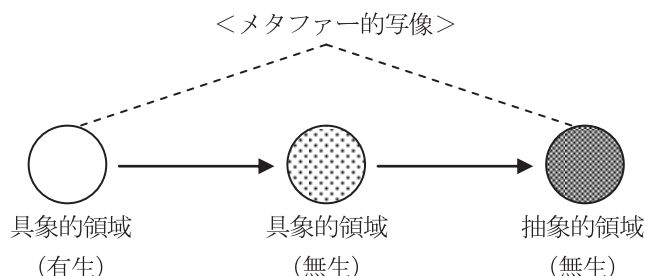 ＜メタファー的写像＞
具象的領域 具象的領域 抽象的領域
（有生） （無生） （無生）